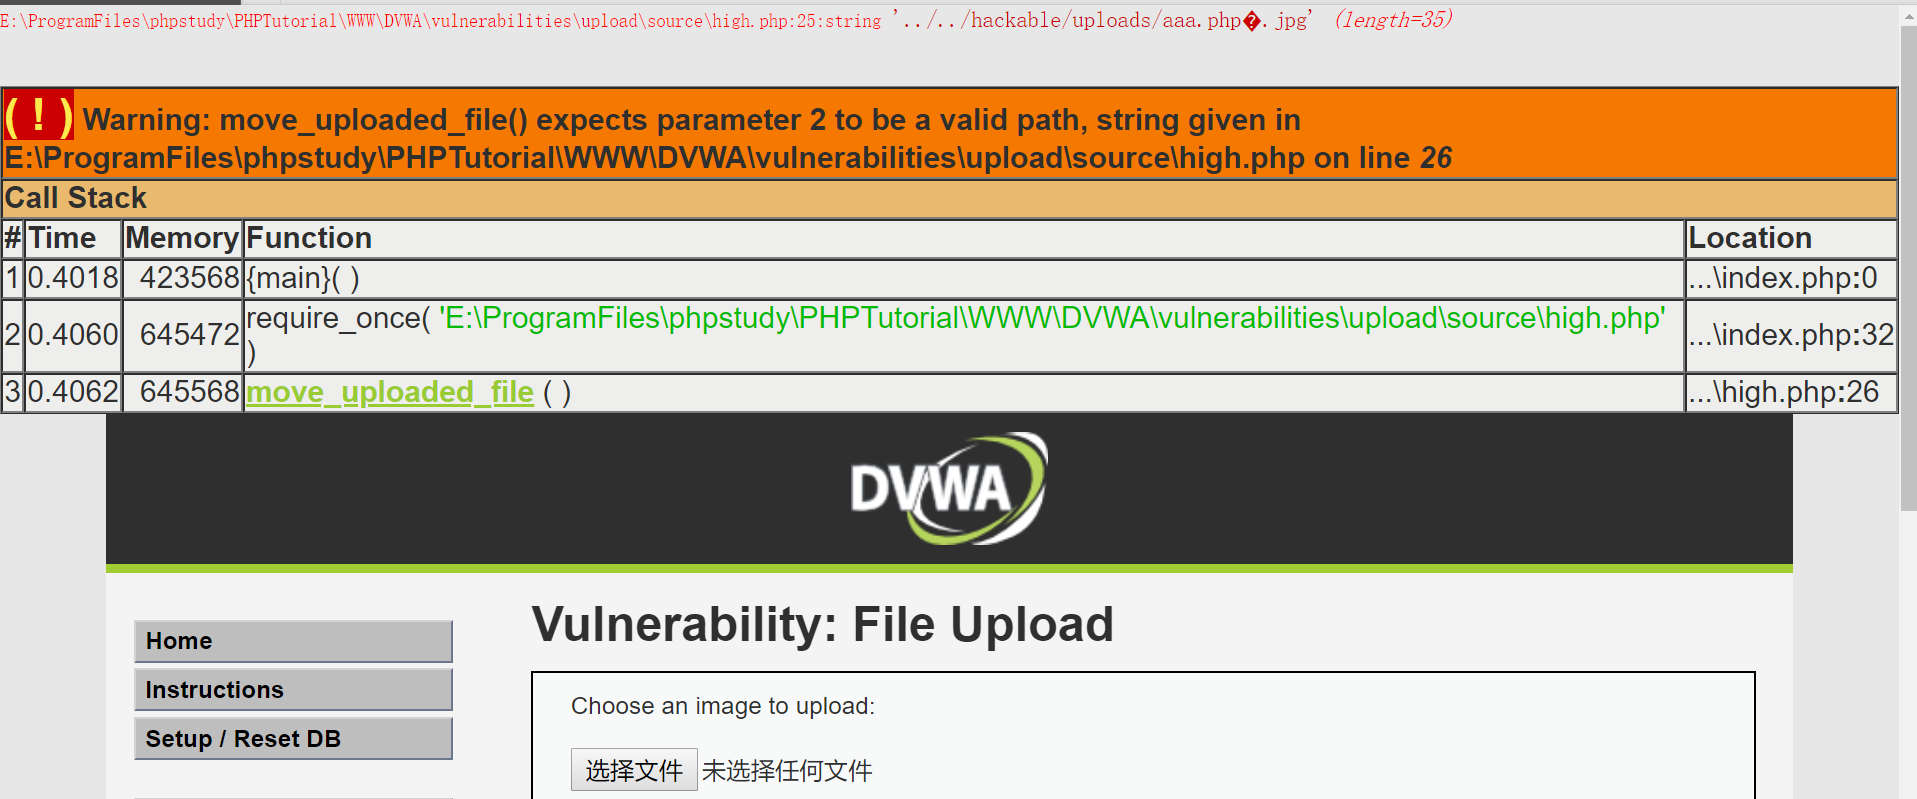 E:\ProgramFiles\phpstudy\PHPTutorial\WWW\DVWA\vulnerabilities\upload\source\high.php:25:string '../../hackable/uploads/aaa.php�.jpg' (length=35)
( ! ) Warning: move_uploaded_file() expects parameter 2 to be a valid path, string given in
E:\ProgramFiles\phpstudy\PHPTutorial\WWW\DVWA\vulnerabilities\upload\source\high.php on line 26
Call Stack
# Time Memory Function Location
1 0.4018 423568 {main}( ) ...\index.php:0
2 0.4060 645472 require_once( 'E:\ProgramFiles\phpstudy\PHPTutorial\WWW\DVWA\vulnerabilities\upload\source\high.php' ...\index.php:32
)
3 0.4062 645568 move_uploaded_file ( ) ...\high.php:26
DVWA
Vulnerability: File Upload
Home
Instructions
Setup / Reset DB
Choose an image to upload:
选择文件 未选择任何文件